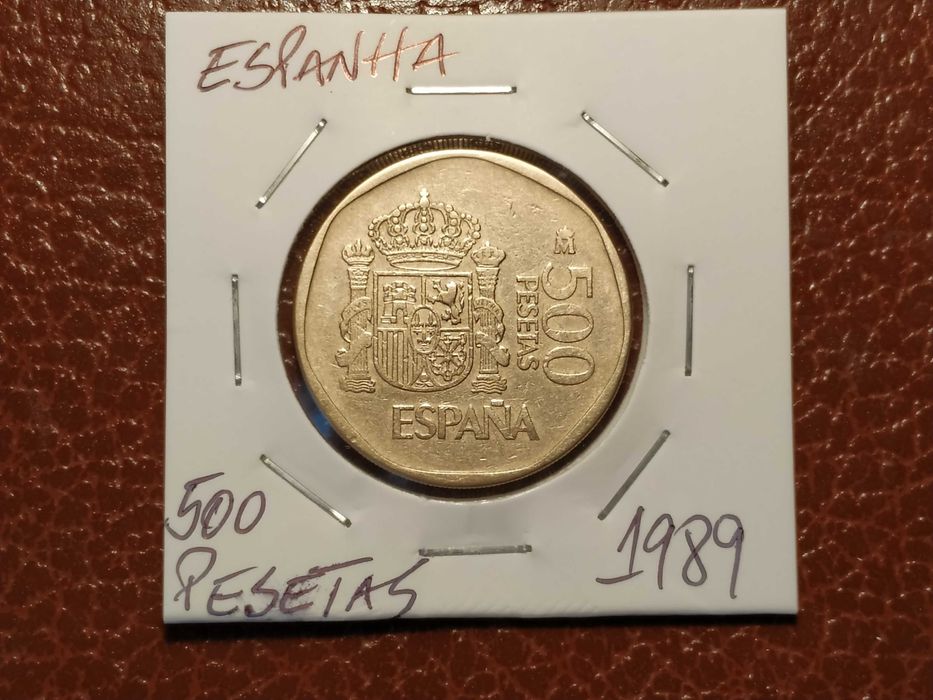 ESPANHA
M
500
PESETAS
ESPAÑA
500
PESETAS
1989